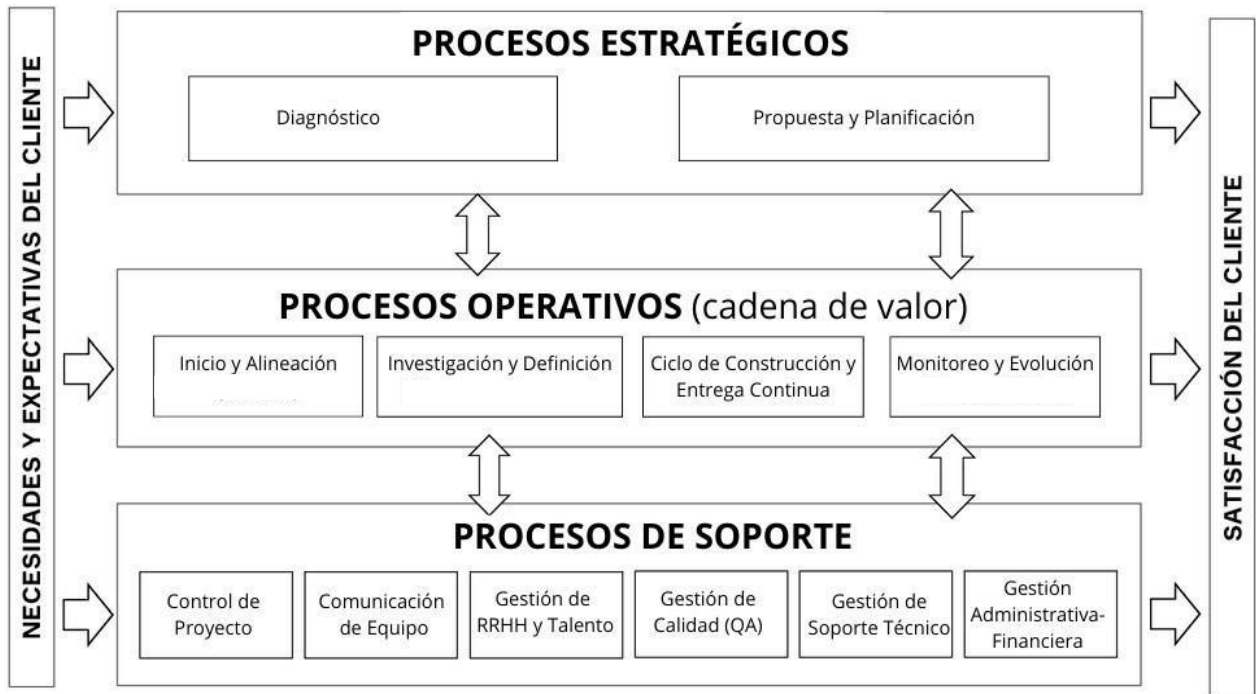 NECESIDADES Y EXPECTATIVAS DEL CLIENTE
PROCESOS ESTRATÉGICOS
Diagnóstico
Propuesta y Planificación
PROCESOS OPERATIVOS (cadena de valor)
Inicio y Alineación
Investigación y Definición
Ciclo de Construcción y
Entrega Continua
Monitoreo y Evolución
PROCESOS DE SOPORTE
Control de
Proyecto
Comunicación
de Equipo
Gestión de
RRHH y Talento
Gestión de
Calidad (QA)
Gestión de
Soporte Técnico
Gestión
Administrativa-
Financiera
SATISFACCIÓN DEL CLIENTE